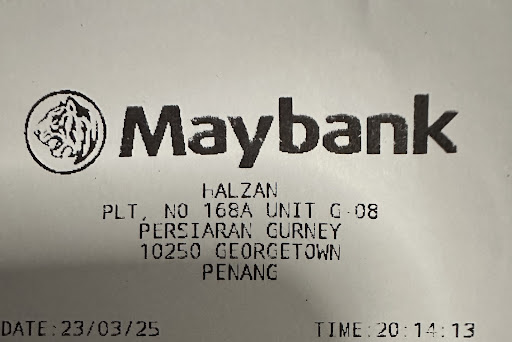 Maybank
HALZAN
PLT, NO 168A UNIT G-08
PERSIARAN GURNEY
10250 GEORGETOWN
PENANG
DATE:23/03/25 TIME:20:14:13